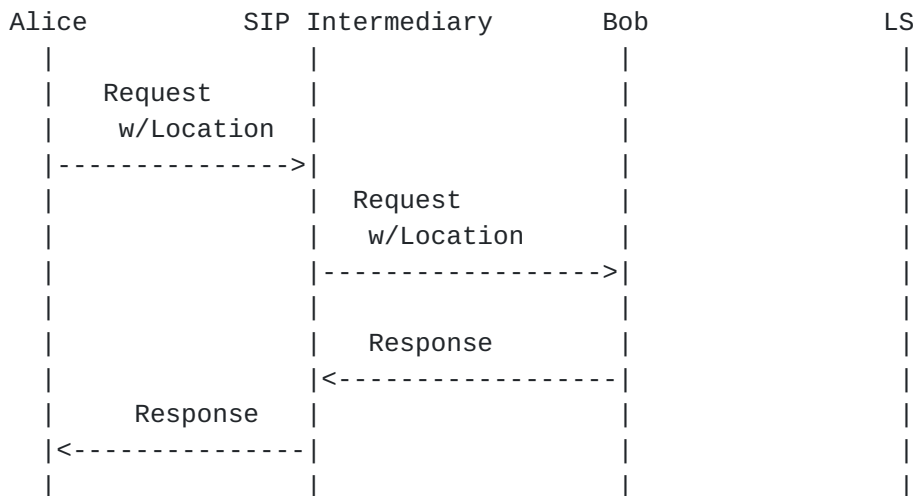 Alice          SIP Intermediary       Bob               LS
Request
w/Location
Request
w/Location
Response
Response